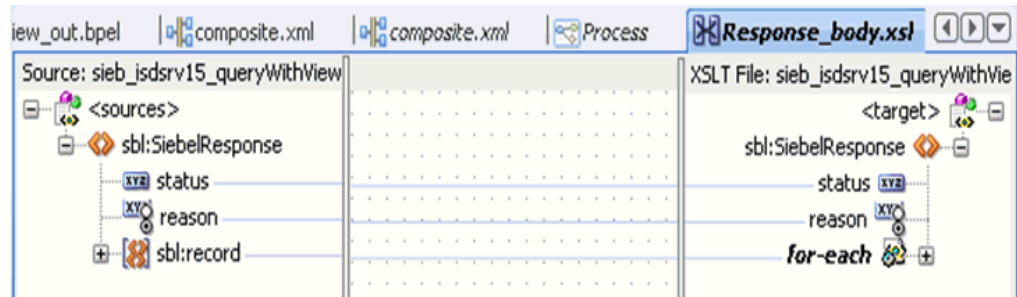 iew_out.bpel composite.xml composite.xml Process Response_body.xsl
Source: sieb_isdsrv15_queryWithView XSLT File: sieb_isdsrv15_queryWithVie
<sources> <target>
sbl:SiebelResponse sbl:SiebelResponse
status status
reason reason
sbl:record for-each